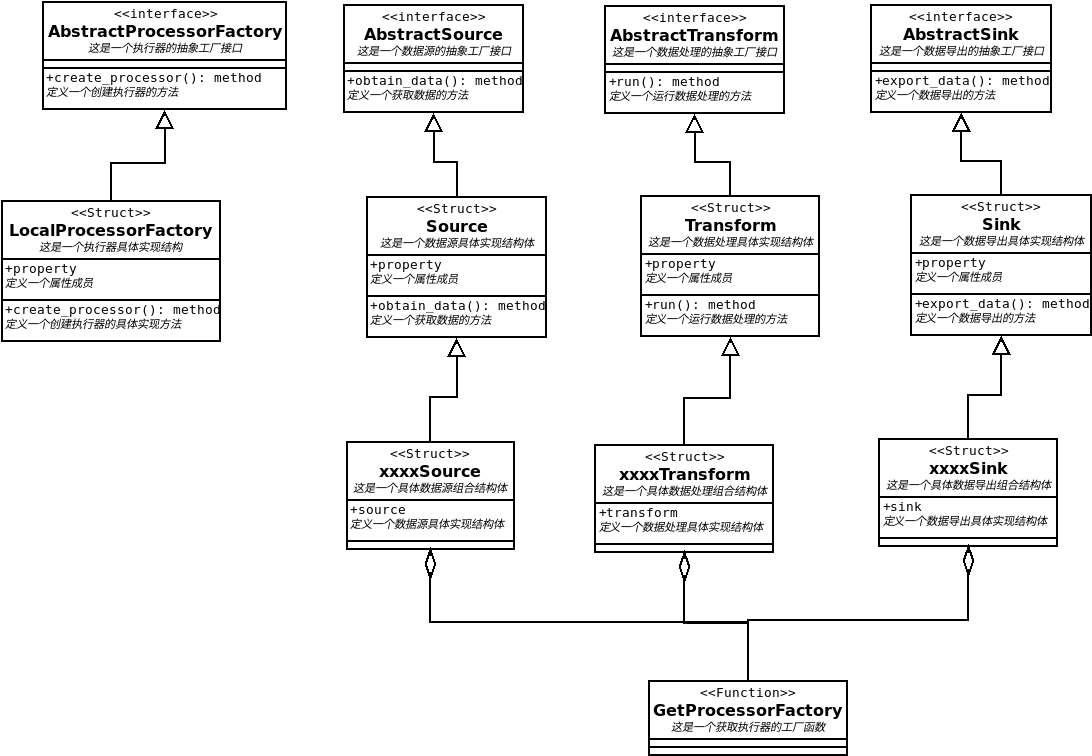 <<interface>>
AbstractProcessorFactory
这是一个执行器的抽象工厂接口
+create_processor(): method
定义一个创建执行器的方法
<<interface>>
AbstractSource
这是一个数据源的抽象工厂接口
+obtain_data(): method
定义一个获取数据的方法
<<interface>>
AbstractTransform
这是一个数据处理的抽象工厂接口
+run(): method
定义一个运行数据处理的方法
<<interface>>
AbstractSink
这是一个数据导出的抽象工厂接口
+export_data(): method
定义一个数据导出的方法
<<Struct>>
LocalProcessorFactory
这是一个执行器具体实现结构
+property
定义一个属性成员
+create_processor(): method
定义一个创建执行器的具体实现方法
<<Struct>>
Source
这是一个数据源具体实现结构体
+property
定义一个属性成员
+obtain_data(): method
定义一个获取数据的方法
<<Struct>>
Transform
这是一个数据处理具体实现结构体
+property
定义一个属性成员
+run(): method
定义一个运行数据处理的方法
<<Struct>>
Sink
这是一个数据导出具体实现结构体
+property
定义一个属性成员
+export_data(): method
定义一个数据导出的方法
<<Struct>>
xxxxSource
这是一个具体数据源组合结构体
+source
定义一个数据源具体实现结构体
<<Struct>>
xxxxTransform
这是一个具体数据处理组合结构体
+transform
定义一个数据处理具体实现结构体
<<Struct>>
xxxxSink
这是一个具体数据导出组合结构体
+sink
定义一个数据导出具体实现结构体
<<Function>>
GetProcessorFactory
这是一个获取执行器的工厂函数